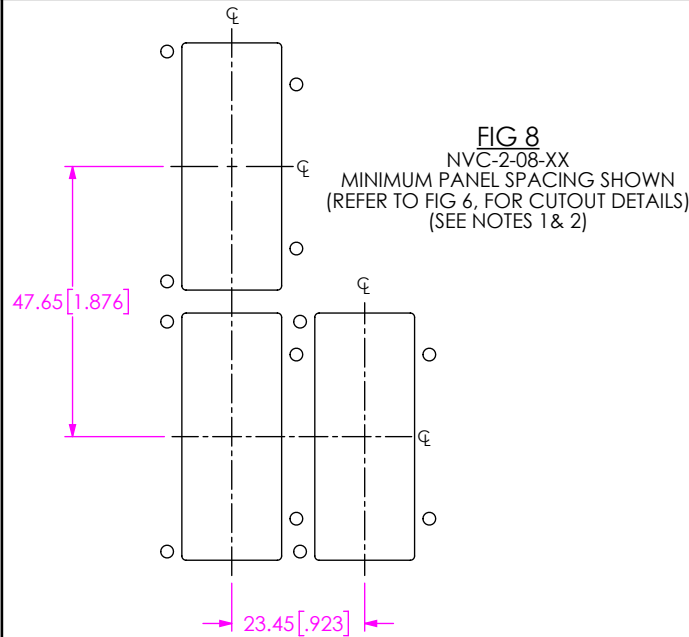 ℄
FIG 8
NVC-2-08-XX
℄
MINIMUM PANEL SPACING SHOWN
(REFER TO FIG 6, FOR CUTOUT DETAILS)
(SEE NOTES 1& 2)
℄
47.65[1.876]
℄
23.45[.923]